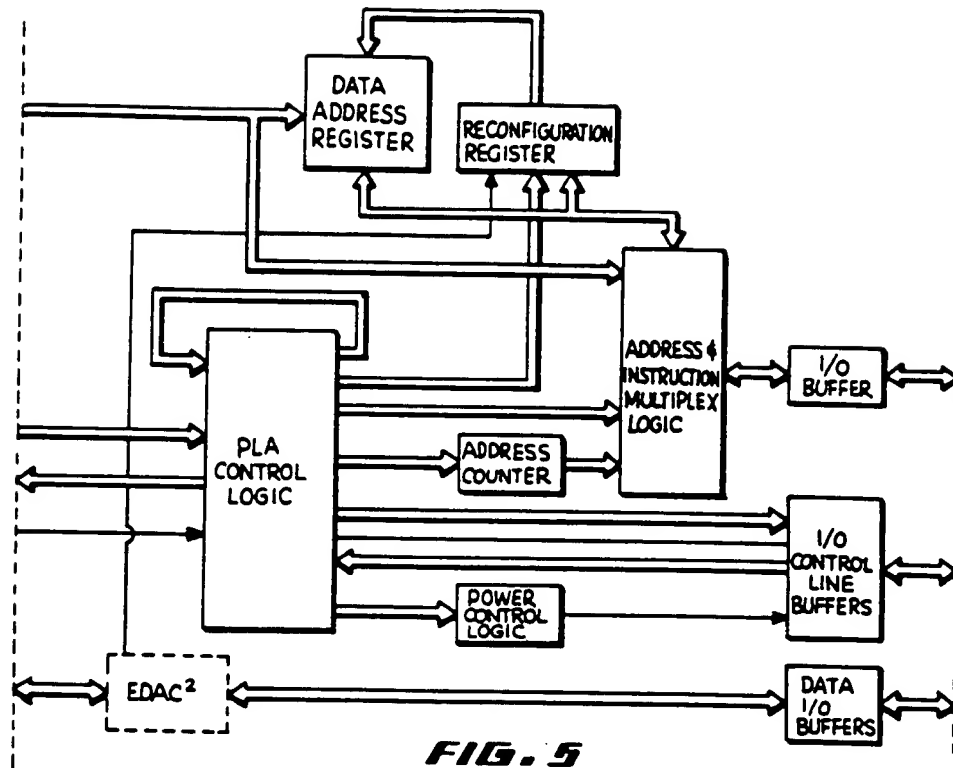 DATA
ADDRESS
REGISTER
RECONFIGURATION
REGISTER
ADDRESS &
INSTRUCTION
MULTIPLEX
LOGIC
I/O
BUFFER
PLA
CONTROL
LOGIC
ADDRESS
COUNTER
I/O
CONTROL
LINE
BUFFERS
POWER
CONTROL
LOGIC
EDAC²
DATA
I/O
BUFFERS
FIG. 5